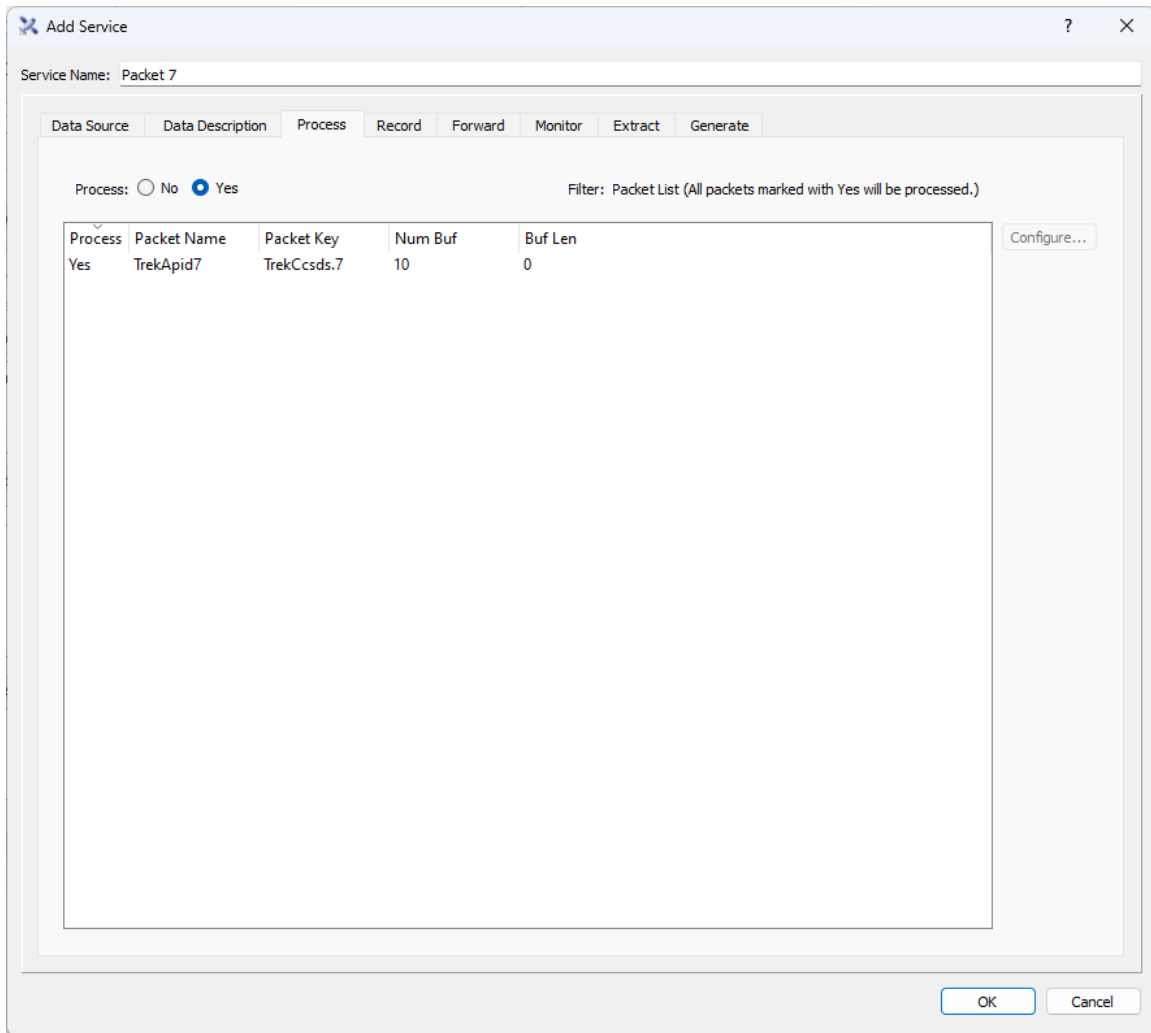 Add Service ?
Service Name: Packet 7
Data Source Data Description Process Record Forward Monitor Extract Generate
Process: No Yes Filter: Packet List (All packets marked with Yes will be processed.)
Process Packet Name Packet Key Num Buf Buf Len Configure...
Yes TrekApid7 TrekCcsds.7 10 0
OK Cancel